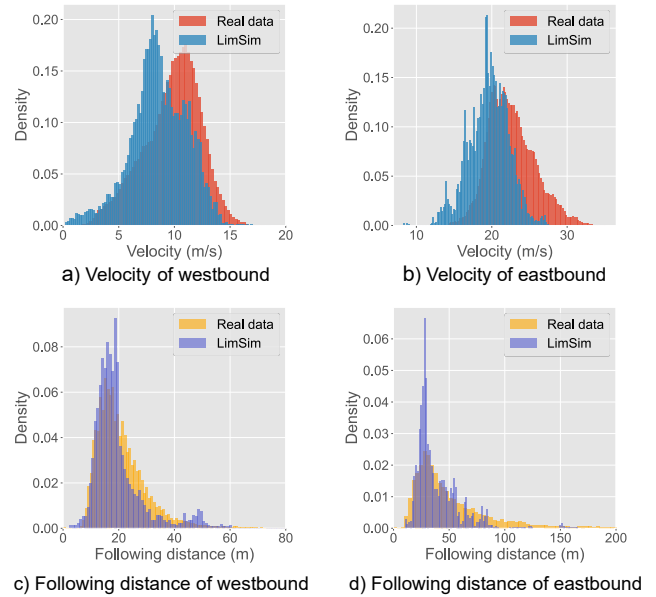 Real data
LimSim
0.20
0.15
0.10
0.05
0.00
Density
0 5 10 15 20
Velocity (m/s)
a) Velocity of westbound
Real data
LimSim
0.20
0.15
0.10
0.05
0.00
Density
10 20 30
Velocity (m/s)
b) Velocity of eastbound
Real data
LimSim
0.08
0.06
0.04
0.02
0.00
Density
0 20 40 60 80
Following distance (m)
c) Following distance of westbound
Real data
LimSim
0.06
0.05
0.04
0.03
0.02
0.01
0.00
Density
0 50 100 150 200
Following distance (m)
d) Following distance of eastbound